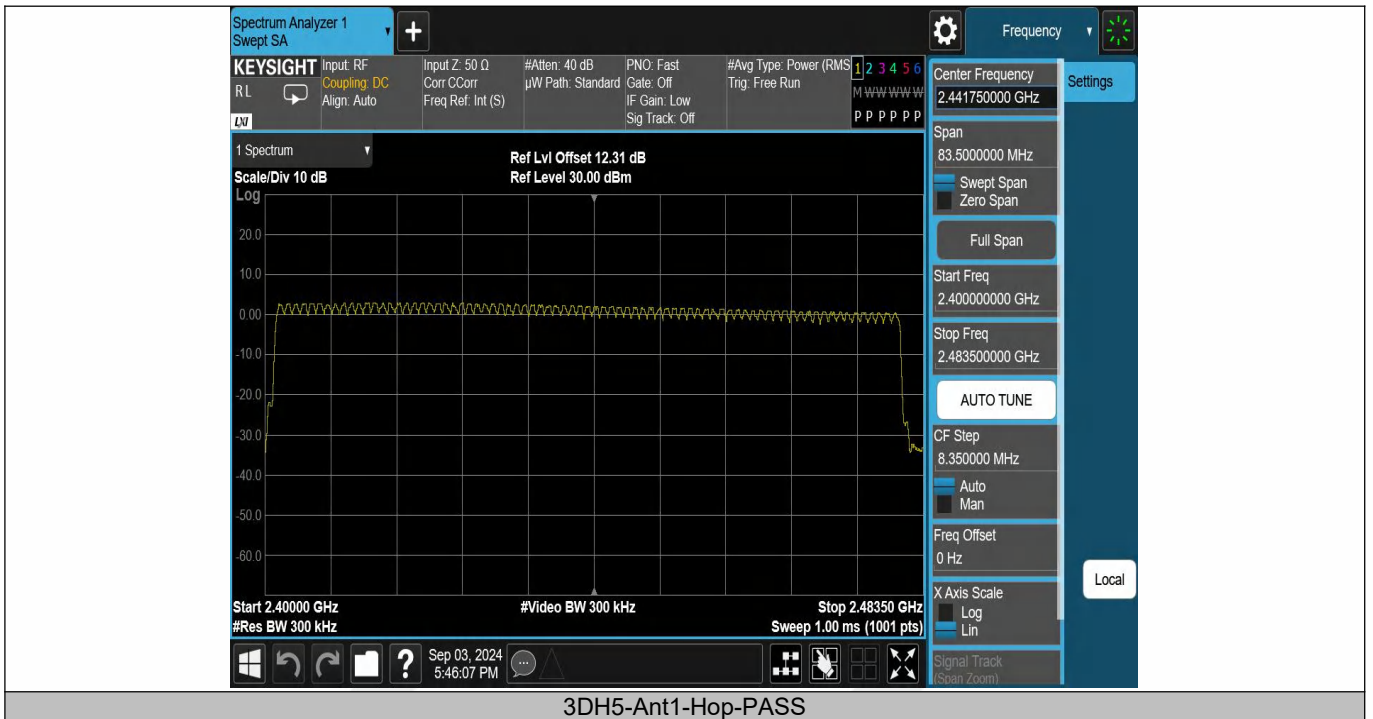 Spectrum Analyzer 1
Swept SA
+
Frequency
KEYSIGHT
RL
LXI
Input: RF
Coupling: DC
Align: Auto
Input Z: 50 Ω
Corr CCorr
Freq Ref: Int (S)
#Atten: 40 dB
µW Path: Standard
PNO: Fast
Gate: Off
IF Gain: Low
Sig Track: Off
#Avg Type: Power (RMS
Trig: Free Run
1 2 3 4 5 6
M W W W W W
P P P P P P
1 Spectrum
Scale/Div 10 dB
Ref Lvl Offset 12.31 dB
Ref Level 30.00 dBm
Log
20.0
10.0
0.00
-10.0
-20.0
-30.0
-40.0
-50.0
-60.0
Start 2.40000 GHz
#Res BW 300 kHz
#Video BW 300 kHz
Stop 2.48350 GHz
Sweep 1.00 ms (1001 pts)
Center Frequency
2.441750000 GHz
Settings
Span
83.5000000 MHz
Swept Span
Zero Span
Full Span
Start Freq
2.400000000 GHz
Stop Freq
2.483500000 GHz
AUTO TUNE
CF Step
8.350000 MHz
Auto
Man
Freq Offset
0 Hz
X Axis Scale
Log
Lin
Signal Track
(Span Zoom)
Local
?
Sep 03, 2024
5:46:07 PM
3DH5-Ant1-Hop-PASS